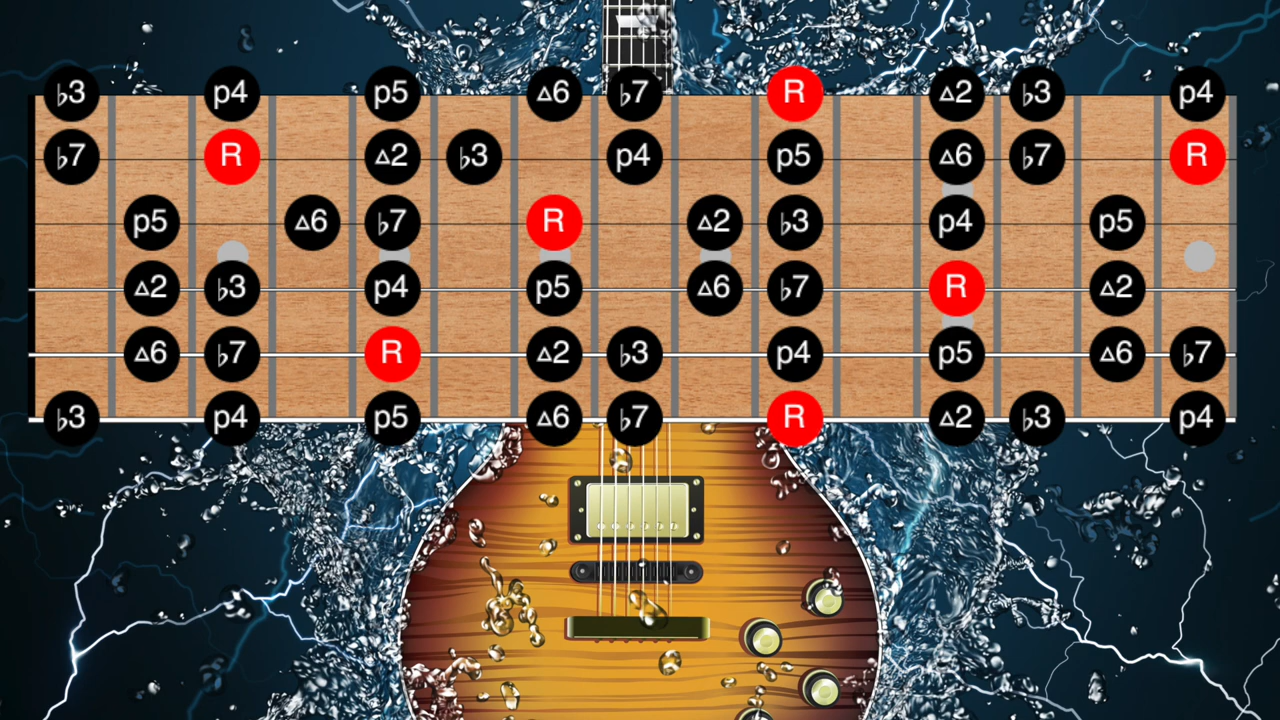 ♭3 p4 p5 △6 ♭7 R △2 ♭3 p4
♭7 R △2 ♭3 p4 p5 △6 ♭7 R
p5 △6 ♭7 R △2 ♭3 p4 p5
△2 ♭3 p4 p5 △6 ♭7 R △2
△6 ♭7 R △2 ♭3 p4 p5 △6 ♭7
♭3 p4 p5 △6 ♭7 R △2 ♭3 p4